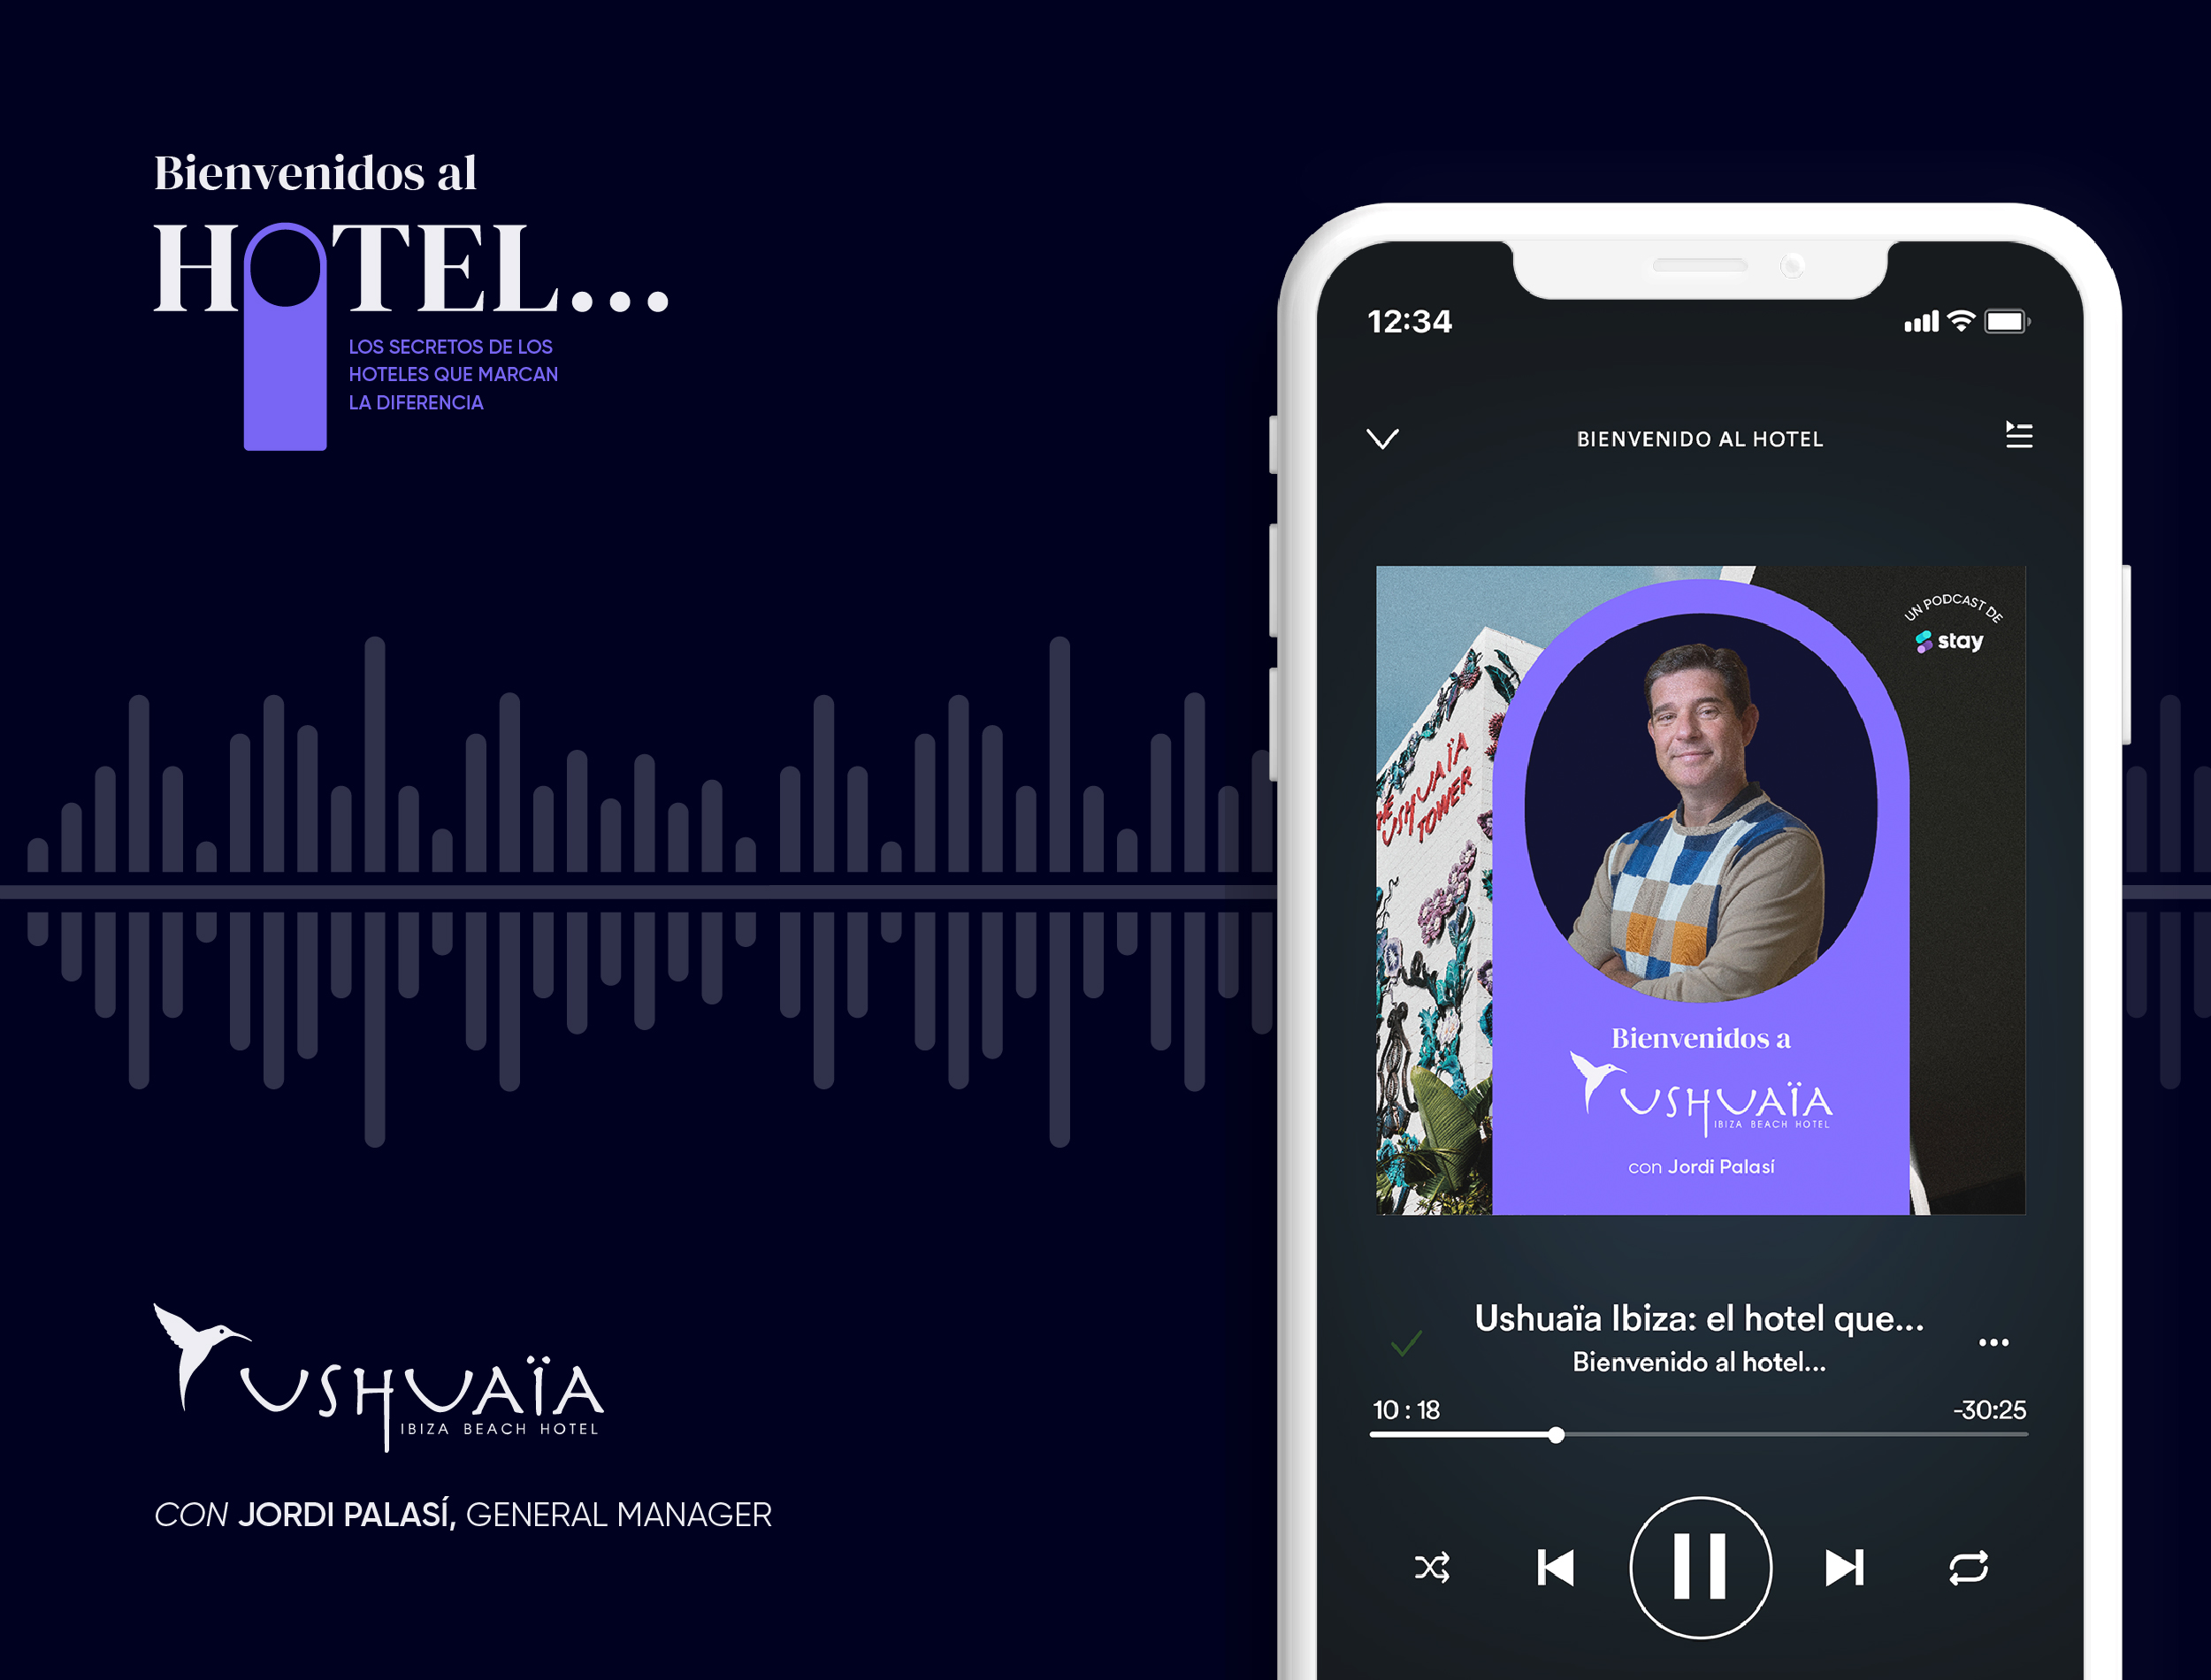 Bienvenidos al
HOTEL...
LOS SECRETOS DE LOS
HOTELES QUE MARCAN
LA DIFERENCIA
USHUAÏA
IBIZA BEACH HOTEL
CON JORDI PALASÍ, GENERAL MANAGER
12:34
BIENVENIDO AL HOTEL
UN PODCAST DE
stay
THE
USHUAÏA
TOWER
Bienvenidos a
USHUAÏA
IBIZA BEACH HOTEL
con Jordi Palasí
Ushuaïa Ibiza: el hotel que...
Bienvenido al hotel...
10 : 18
-30:25